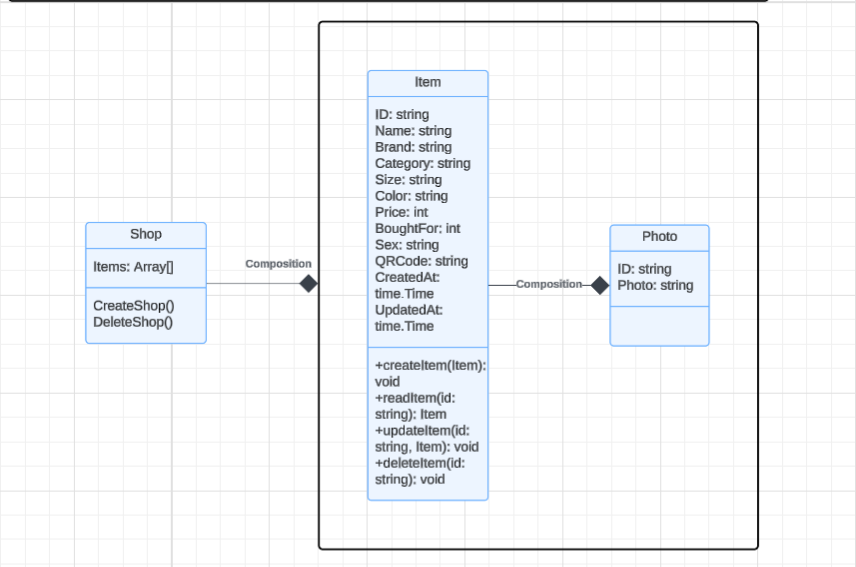 Shop
Items: Array[]
CreateShop()
DeleteShop()
Composition
Item
ID: string
Name: string
Brand: string
Category: string
Size: string
Color: string
Price: int
BoughtFor: int
Sex: string
QRCode: string
CreatedAt:
time.Time
UpdatedAt:
time.Time
+createItem(Item):
void
+readItem(id:
string): Item
+updateItem(id:
string, Item): void
+deleteItem(id:
string): void
Composition
Photo
ID: string
Photo: string